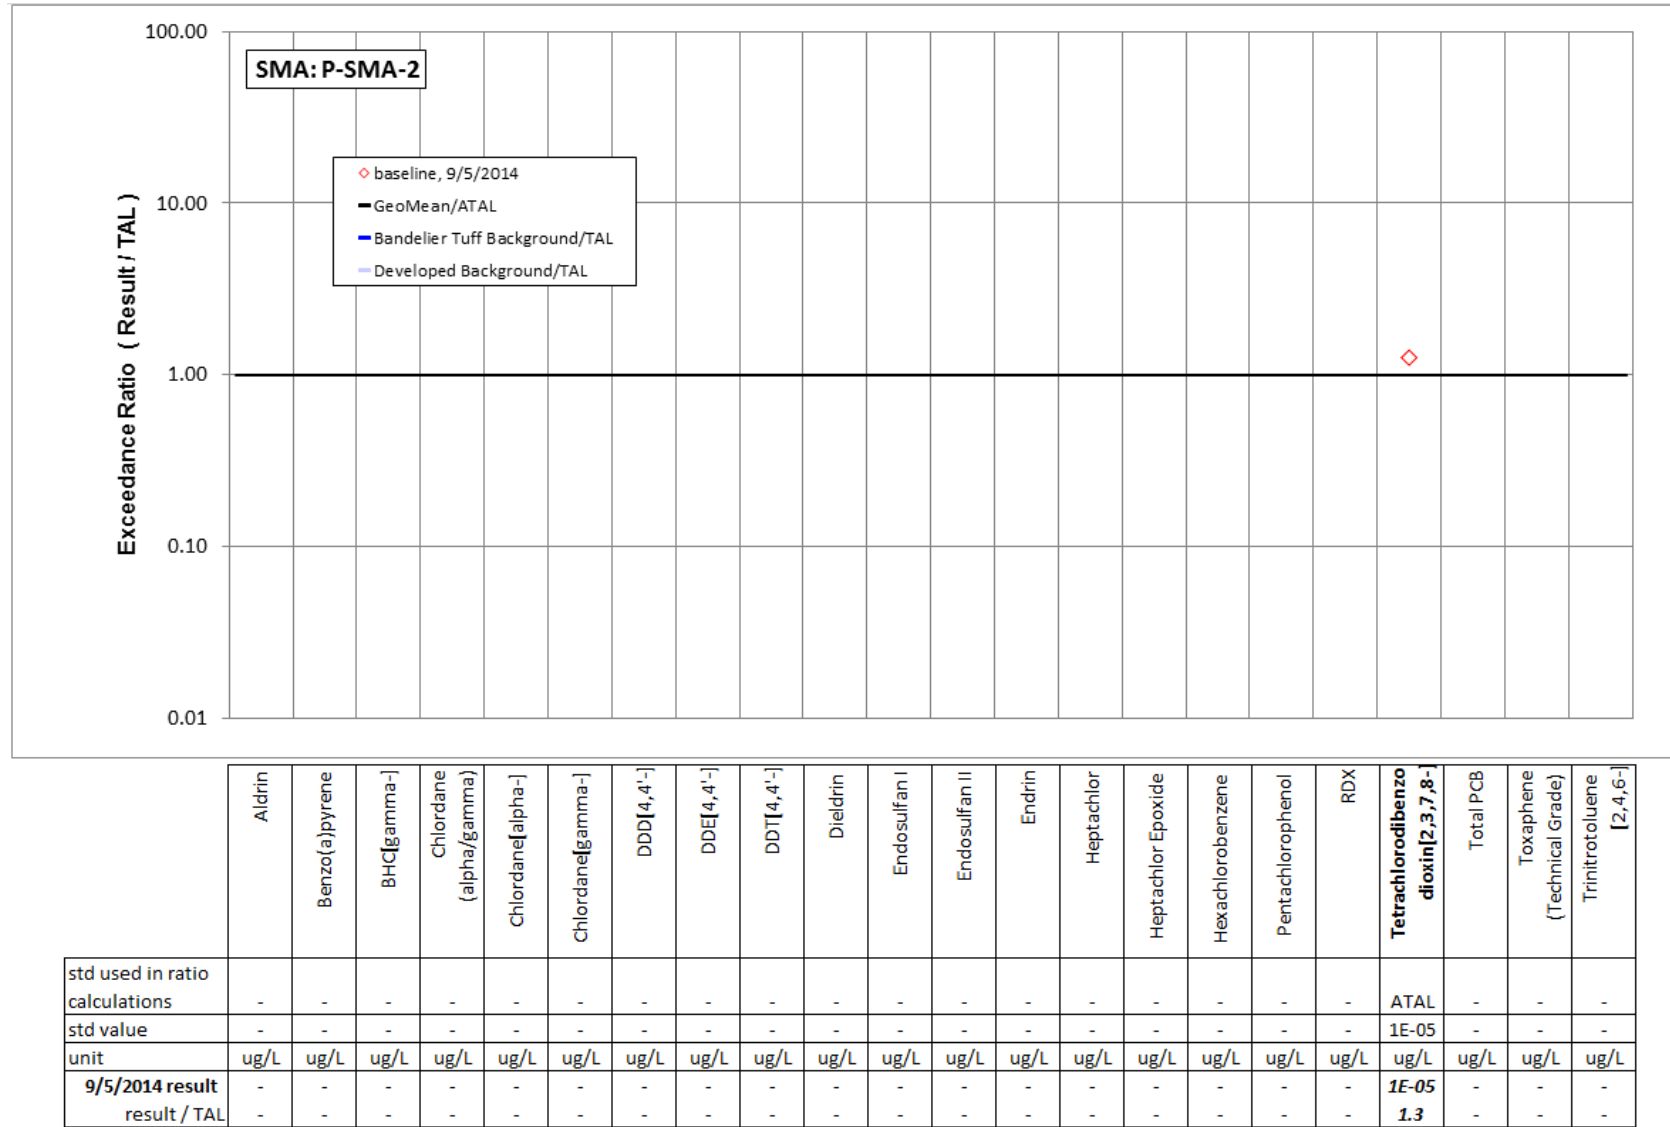 100.00
SMA: P-SMA-2
baseline, 9/5/2014
GeoMean/ATAL
Bandelier Tuff Background/TAL
Developed Background/TAL
10.00
1.00
0.10
0.01
Exceedance Ratio ( Result / TAL )
Aldrin
Benzo(a)pyrene
BHC[gamma-]
Chlordane
(alpha/gamma)
Chlordane[alpha-]
Chlordane[gamma-]
DDD[4,4'-]
DDE[4,4'-]
DDT[4,4'-]
Dieldrin
Endosulfan I
Endosulfan II
Endrin
Heptachlor
Heptachlor Epoxide
Hexachlorobenzene
Pentachlorophenol
RDX
Tetrachlorodibenzo
dioxin[2,3,7,8-]
Total PCB
Toxaphene
(Technical Grade)
Trinitrotoluene
[2,4,6-]
std used in ratio
calculations - - - - - - - - - - - - - - - - - - ATAL - - -
std value - - - - - - - - - - - - - - - - - - 1E-05 - - -
unit ug/L ug/L ug/L ug/L ug/L ug/L ug/L ug/L ug/L ug/L ug/L ug/L ug/L ug/L ug/L ug/L ug/L ug/L ug/L ug/L ug/L ug/L
9/5/2014 result - - - - - - - - - - - - - - - - - - 1E-05 - - -
result / TAL - - - - - - - - - - - - - - - - - - 1.3 - - -